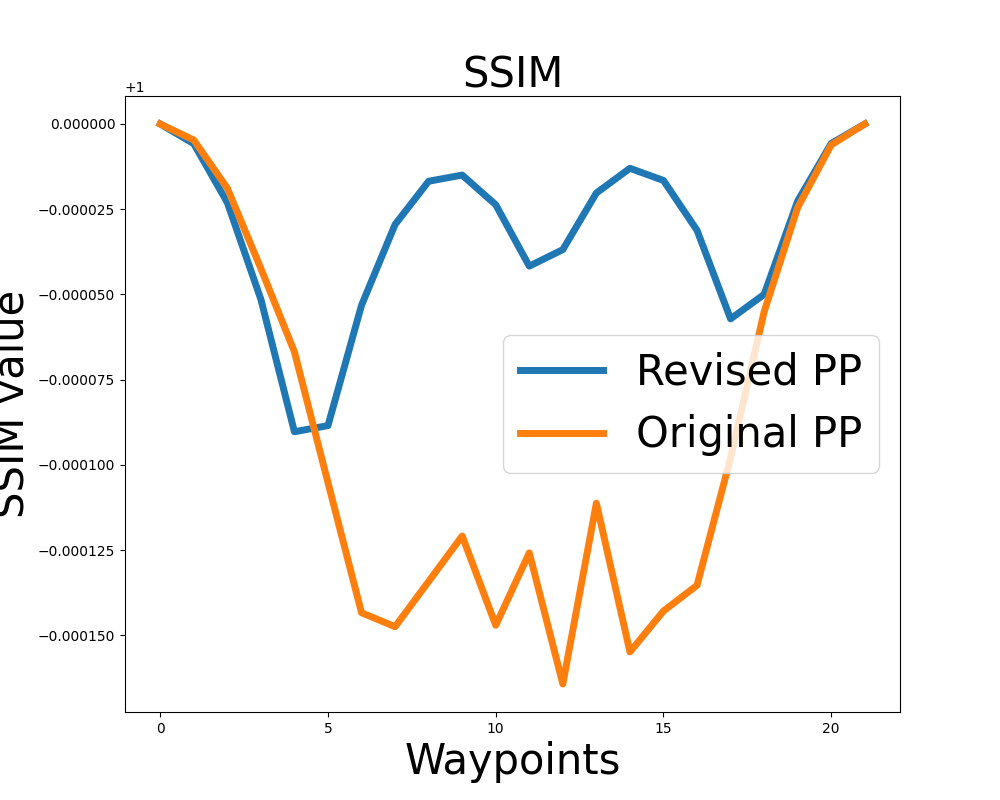 SSIM
+1
0.000000
−0.000025
−0.000050
−0.000075
−0.000100
−0.000125
−0.000150
SSIM Value
Revised PP
Original PP
0 5 10 15 20
Waypoints